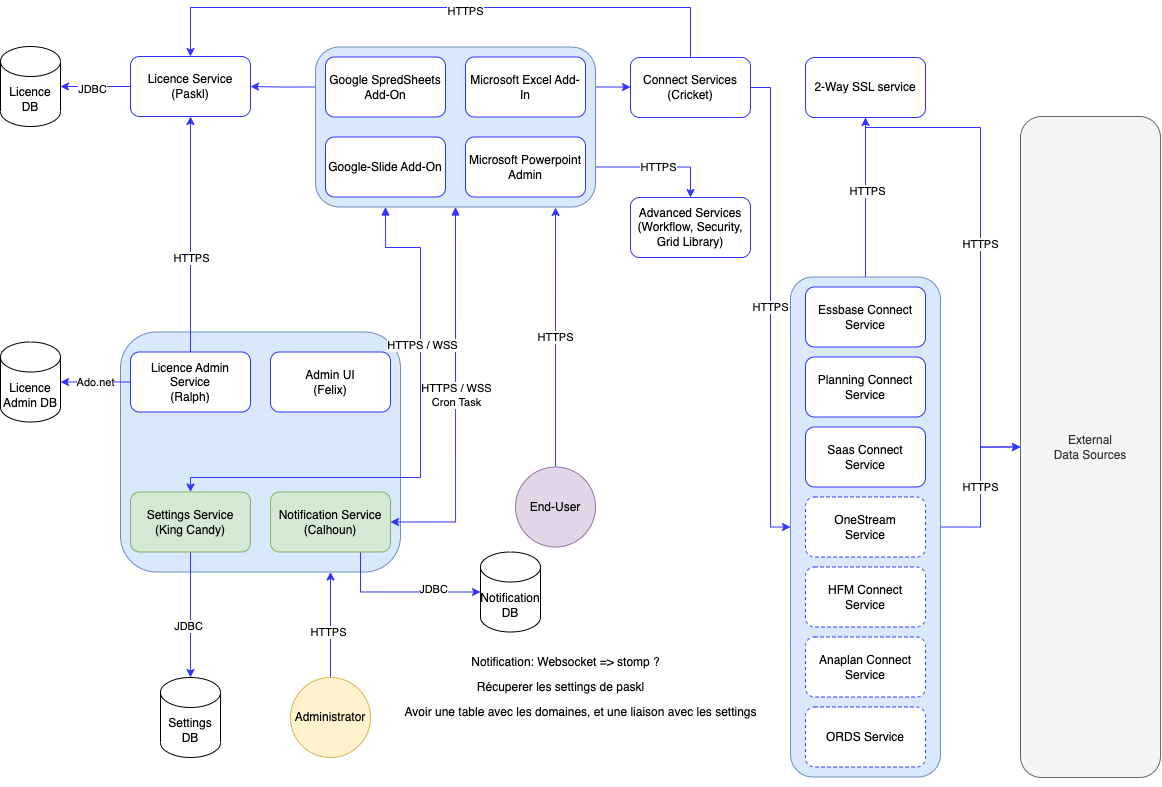 HTTPS
Licence
DB
JDBC
Licence Service
(Paskl)
Google SpredSheets
Add-On
Microsoft Excel Add-
In
Google-Slide Add-On
Microsoft Powerpoint
Admin
Connect Services
(Cricket)
2-Way SSL service
HTTPS
Advanced Services
(Workflow, Security,
Grid Library)
HTTPS
HTTPS
HTTPS
HTTPS
HTTPS
HTTPS / WSS
HTTPS / WSS
Cron Task
Licence
Admin DB
Ado.net
Licence Admin
Service
(Ralph)
Admin UI
(Felix)
Settings Service
(King Candy)
Notification Service
(Calhoun)
End-User
Essbase Connect
Service
Planning Connect
Service
Saas Connect
Service
OneStream
Service
HFM Connect
Service
Anaplan Connect
Service
ORDS Service
HTTPS
External
Data Sources
JDBC
Notification
DB
JDBC
HTTPS
Settings
DB
Administrator
Notification: Websocket => stomp ?
Récuperer les settings de paskl
Avoir une table avec les domaines, et une liaison avec les settings